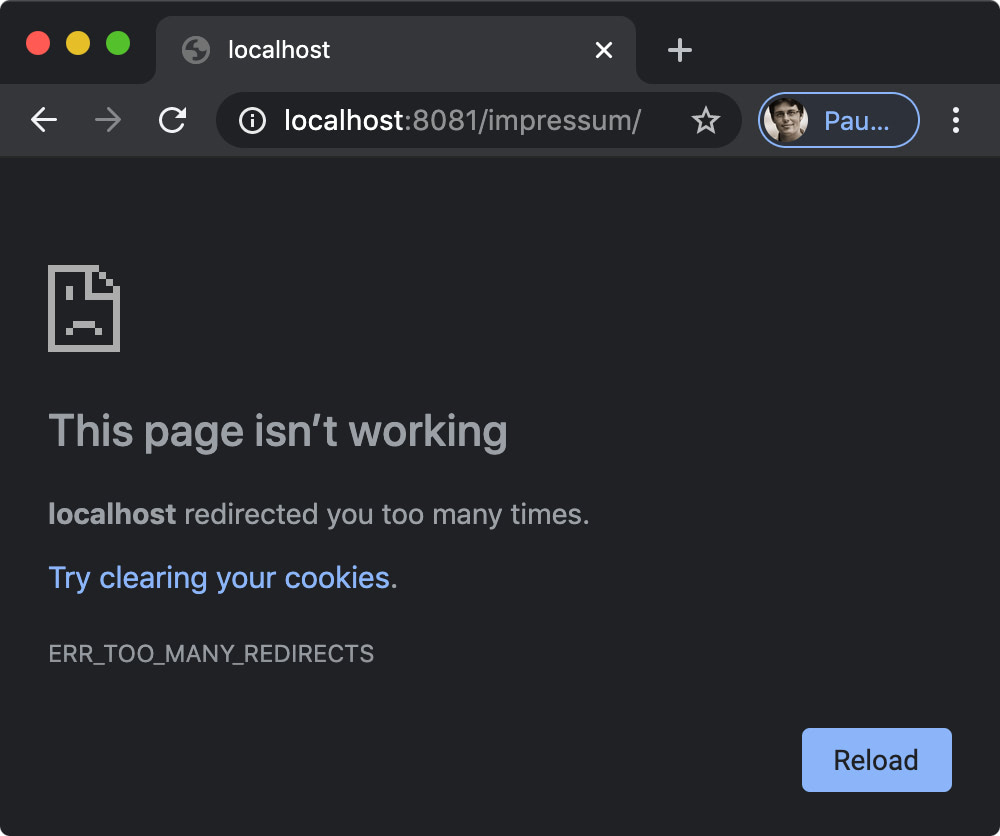 localhost
localhost:8081/impressum/
Pau...
This page isn’t working
localhost redirected you too many times.
Try clearing your cookies.
ERR_TOO_MANY_REDIRECTS
Reload